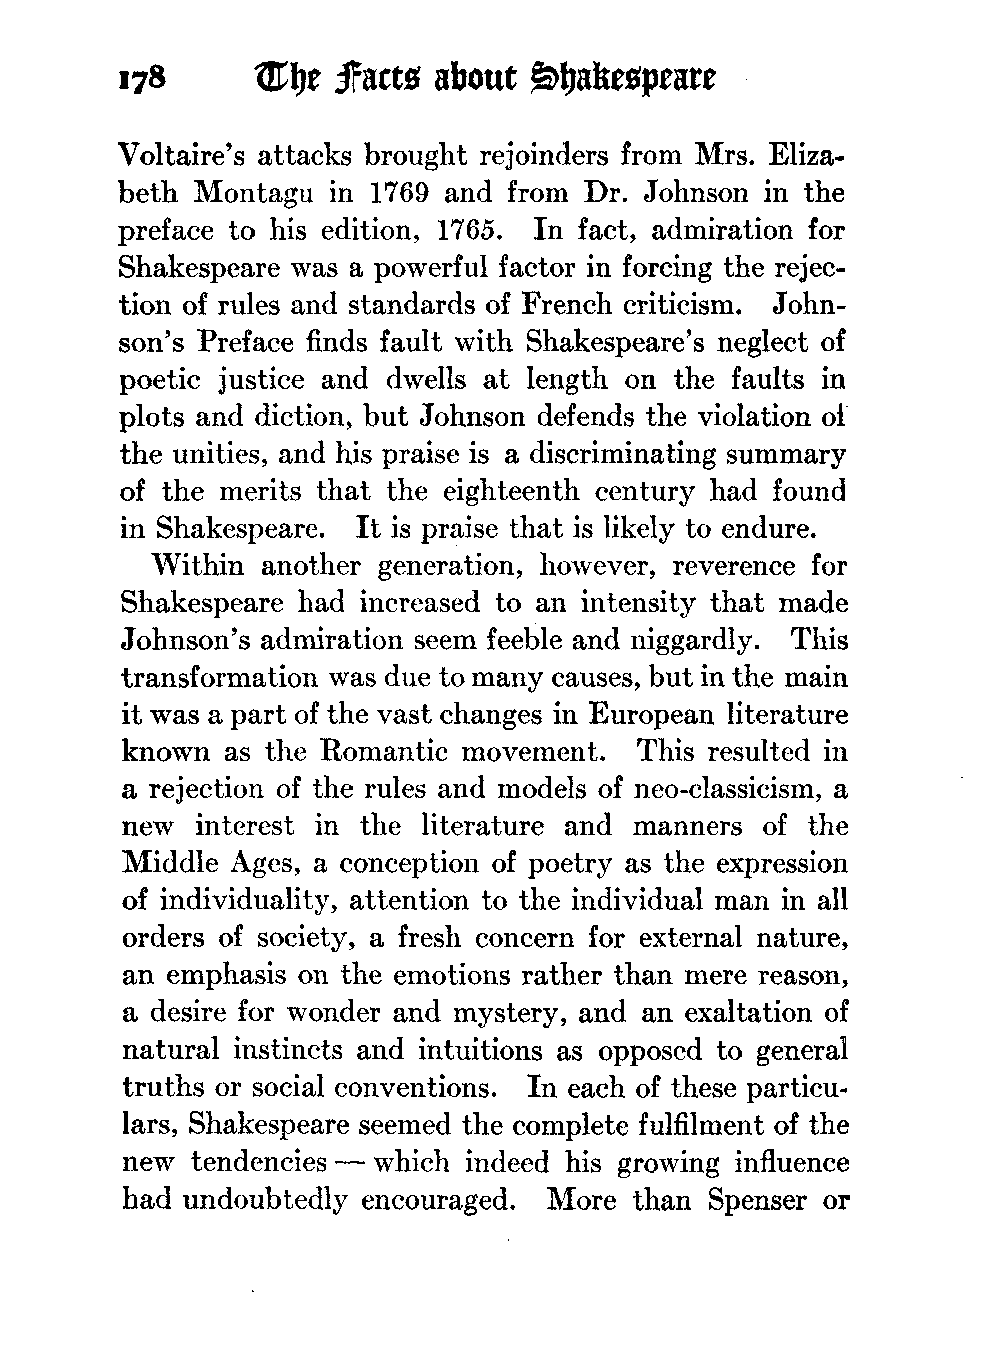 178 The Facts about Shakespeare
Voltaire's attacks brought rejoinders from Mrs. Eliza-
beth Montagu in 1769 and from Dr. Johnson in the
preface to his edition, 1765. In fact, admiration for
Shakespeare was a powerful factor in forcing the rejec-
tion of rules and standards of French criticism. John-
son's Preface finds fault with Shakespeare's neglect of
poetic justice and dwells at length on the faults in
plots and diction, but Johnson defends the violation of
the unities, and his praise is a discriminating summary
of the merits that the eighteenth century had found
in Shakespeare. It is praise that is likely to endure.
Within another generation, however, reverence for
Shakespeare had increased to an intensity that made
Johnson's admiration seem feeble and niggardly. This
transformation was due to many causes, but in the main
it was a part of the vast changes in European literature
known as the Romantic movement. This resulted in
a rejection of the rules and models of neo-classicism, a
new interest in the literature and manners of the
Middle Ages, a conception of poetry as the expression
of individuality, attention to the individual man in all
orders of society, a fresh concern for external nature,
an emphasis on the emotions rather than mere reason,
a desire for wonder and mystery, and an exaltation of
natural instincts and intuitions as opposed to general
truths or social conventions. In each of these particu-
lars, Shakespeare seemed the complete fulfilment of the
new tendencies — which indeed his growing influence
had undoubtedly encouraged. More than Spenser or